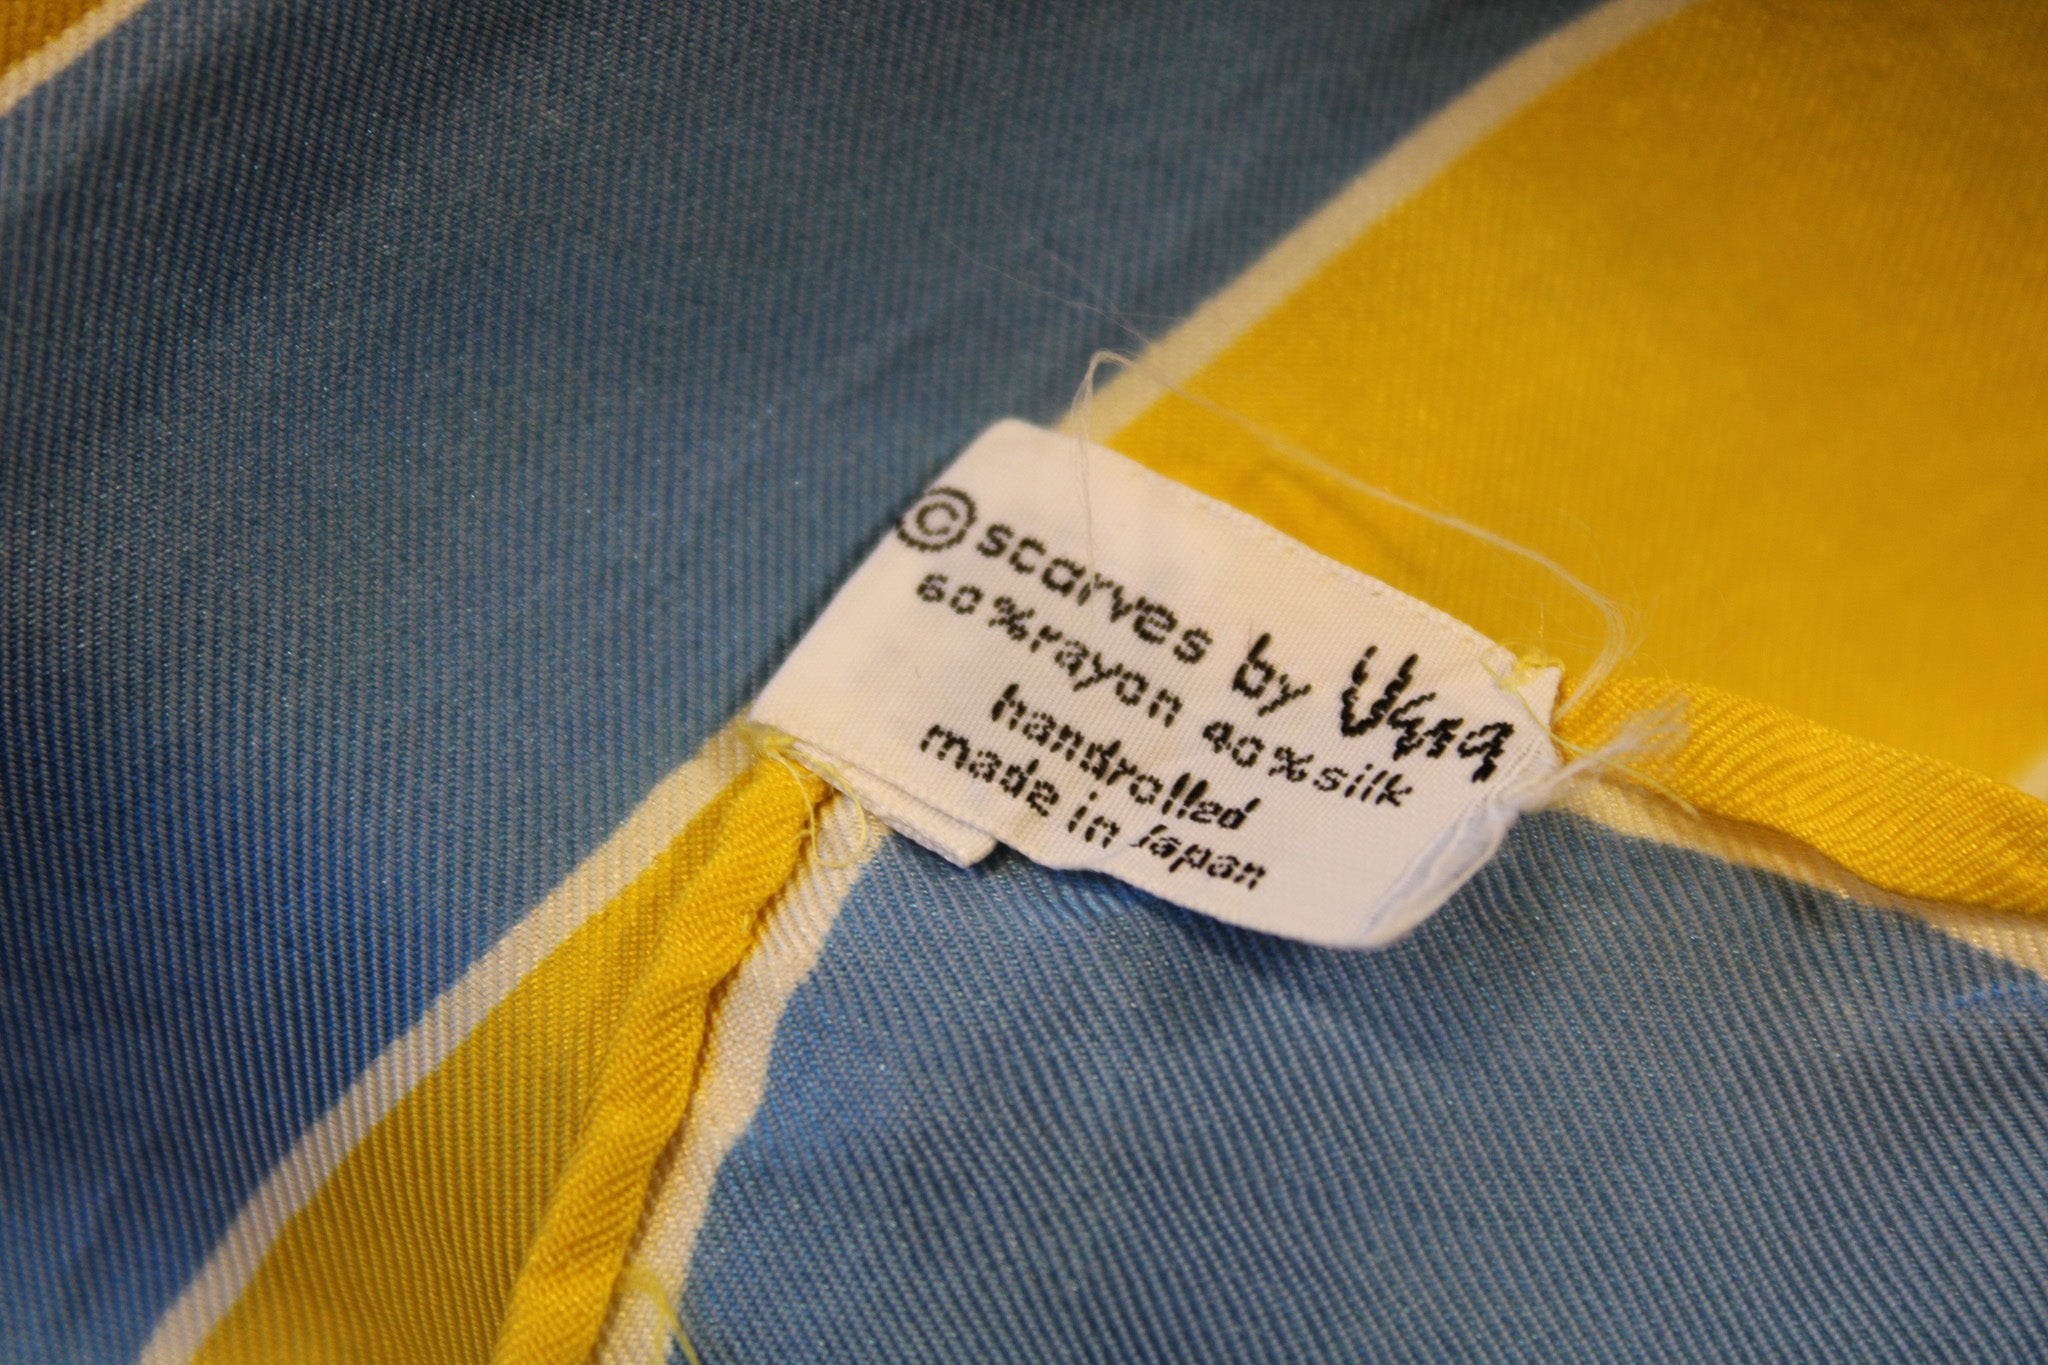 © scarves by Vera
60% rayon 40% silk
handrolled
made in Japan